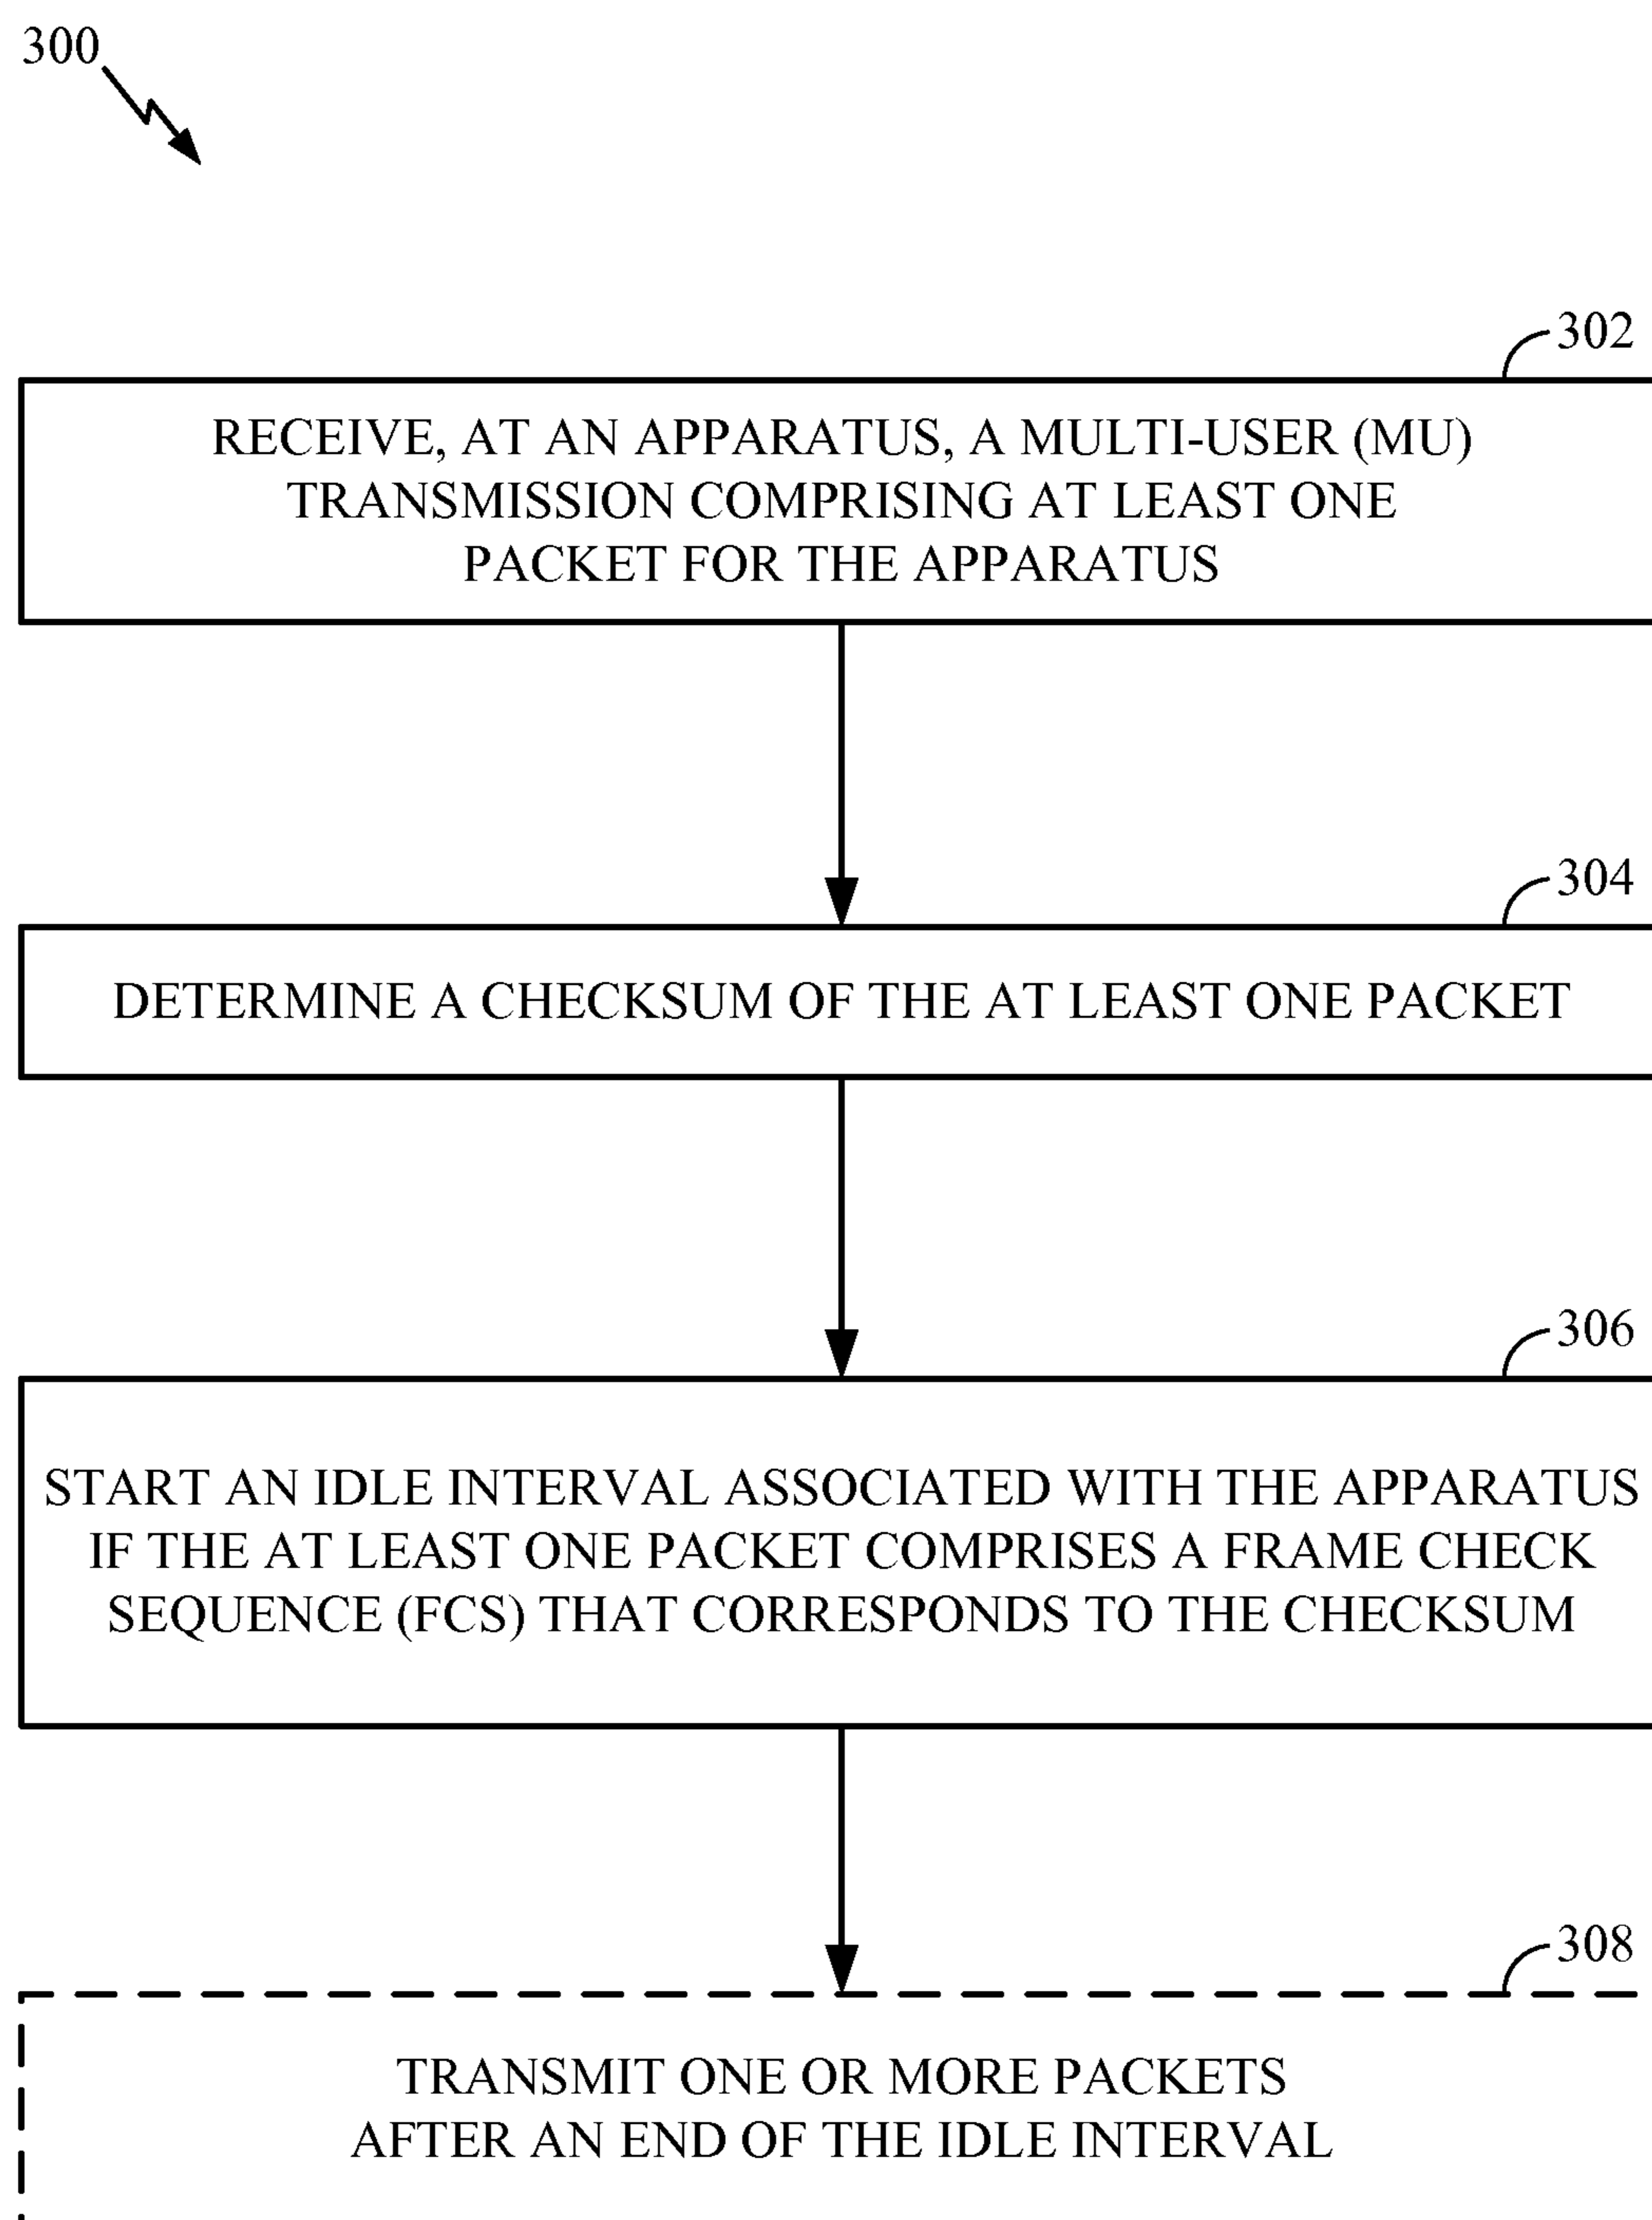 300
302
RECEIVE, AT AN APPARATUS, A MULTI-USER (MU)
TRANSMISSION COMPRISING AT LEAST ONE
PACKET FOR THE APPARATUS
304
DETERMINE A CHECKSUM OF THE AT LEAST ONE PACKET
306
START AN IDLE INTERVAL ASSOCIATED WITH THE APPARATUS
IF THE AT LEAST ONE PACKET COMPRISES A FRAME CHECK
SEQUENCE (FCS) THAT CORRESPONDS TO THE CHECKSUM
308
TRANSMIT ONE OR MORE PACKETS
AFTER AN END OF THE IDLE INTERVAL